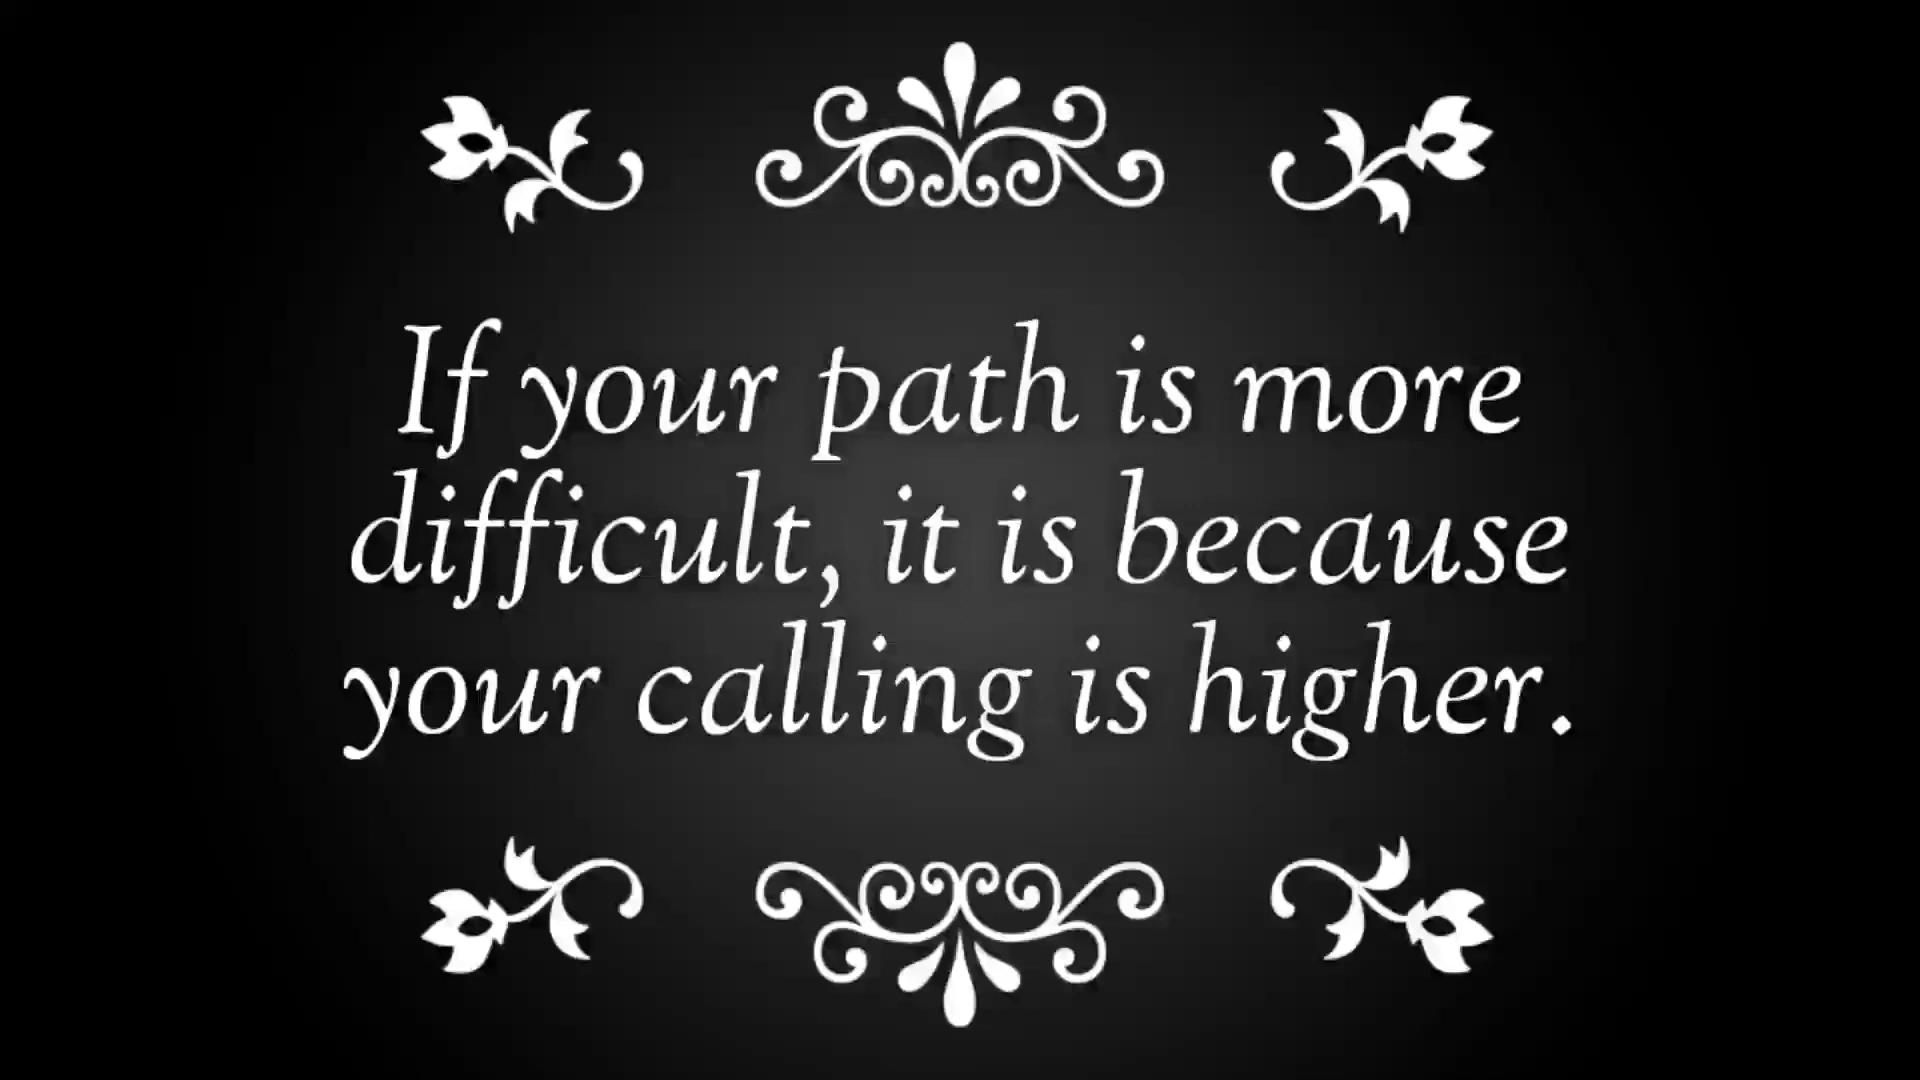 If your path is more
difficult, it is because
your calling is higher.